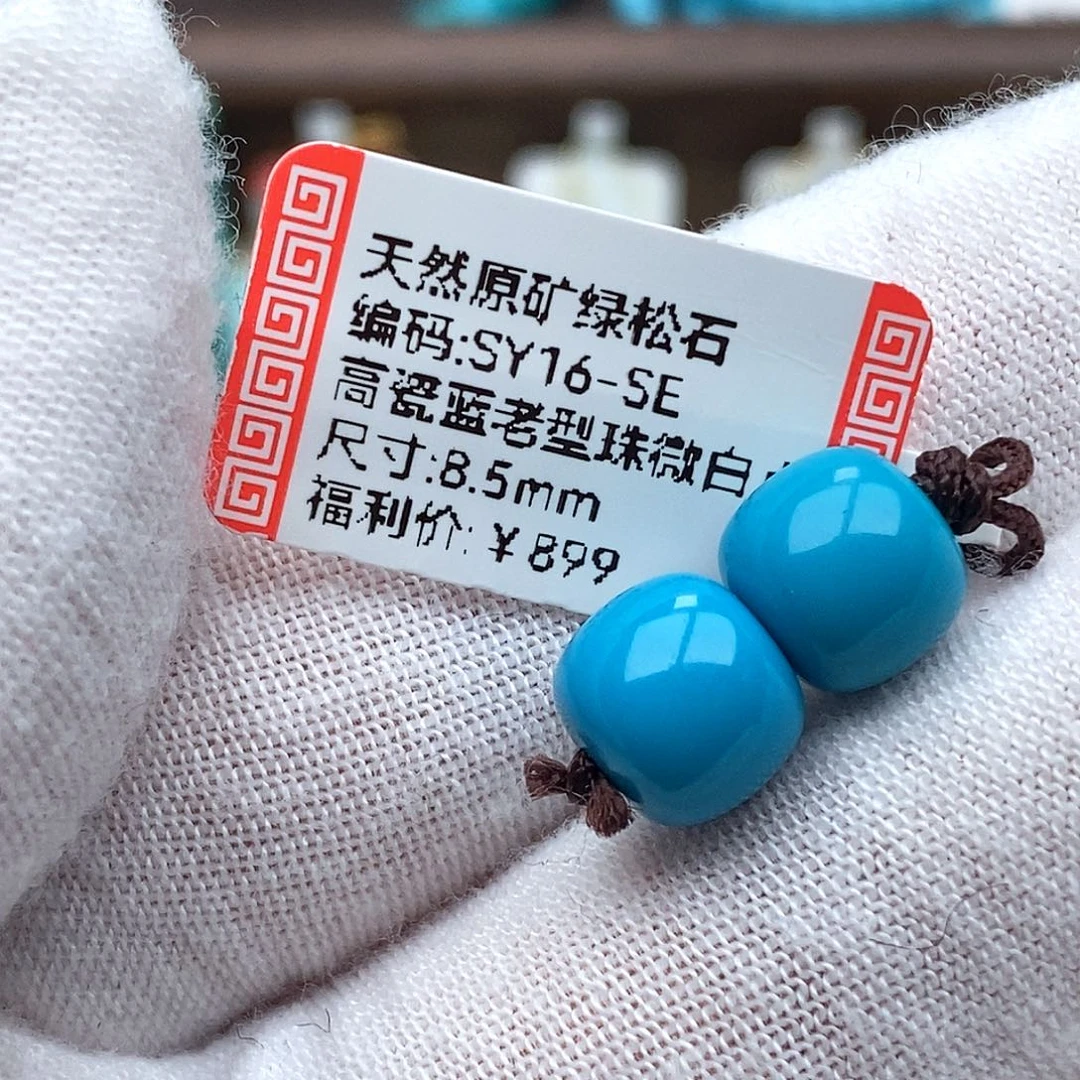 天然原矿绿松石
编码:SY16-SE
高瓷蓝老型珠微白
尺寸:8.5mm
福利价:¥899